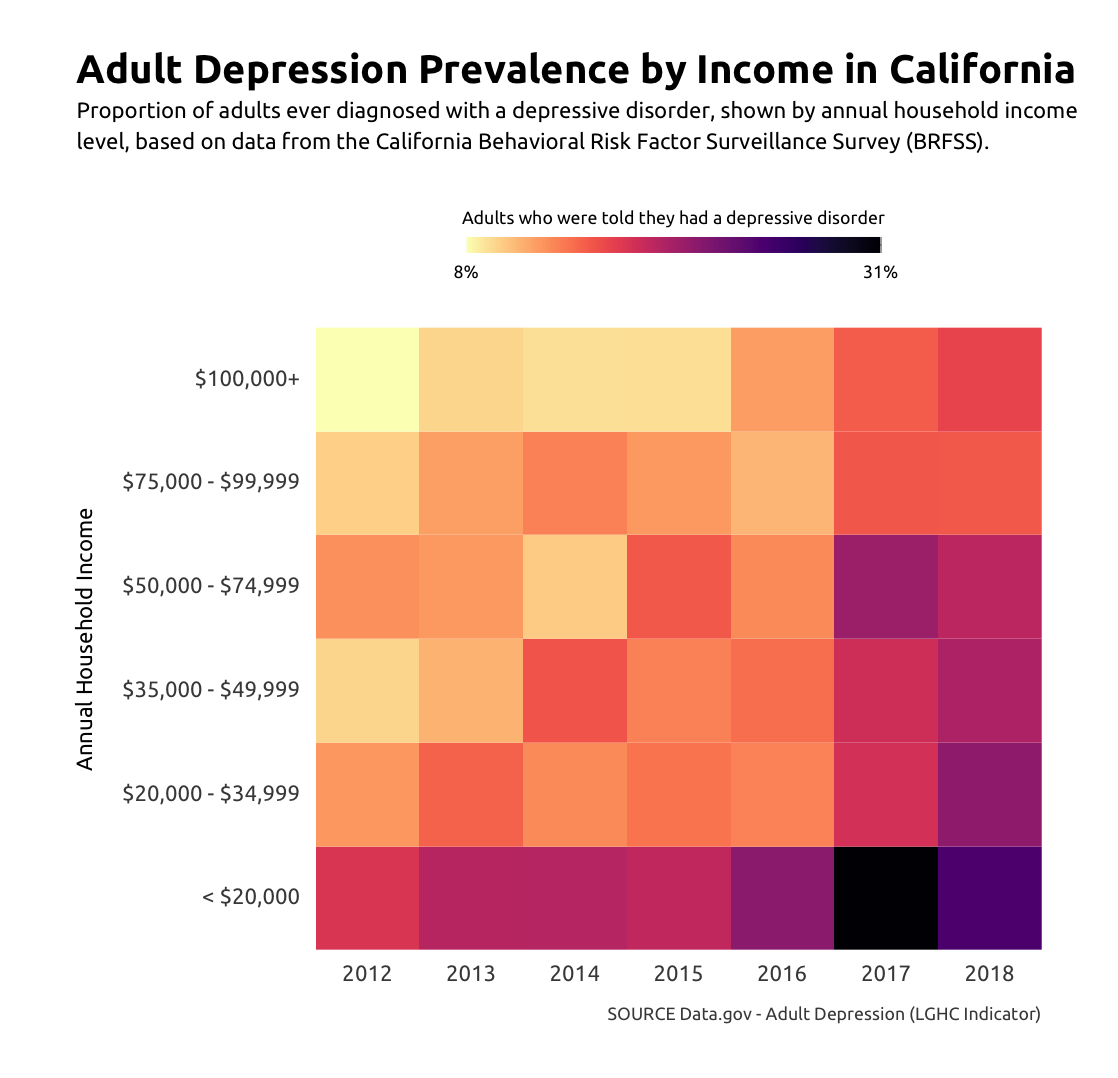 Adult Depression Prevalence by Income in California
Proportion of adults ever diagnosed with a depressive disorder, shown by annual household income
level, based on data from the California Behavioral Risk Factor Surveillance Survey (BRFSS).
Adults who were told they had a depressive disorder
8% 31%
Annual Household Income
$100,000+
$75,000 - $99,999
$50,000 - $74,999
$35,000 - $49,999
$20,000 - $34,999
< $20,000
2012 2013 2014 2015 2016 2017 2018
SOURCE Data.gov - Adult Depression (LGHC Indicator)